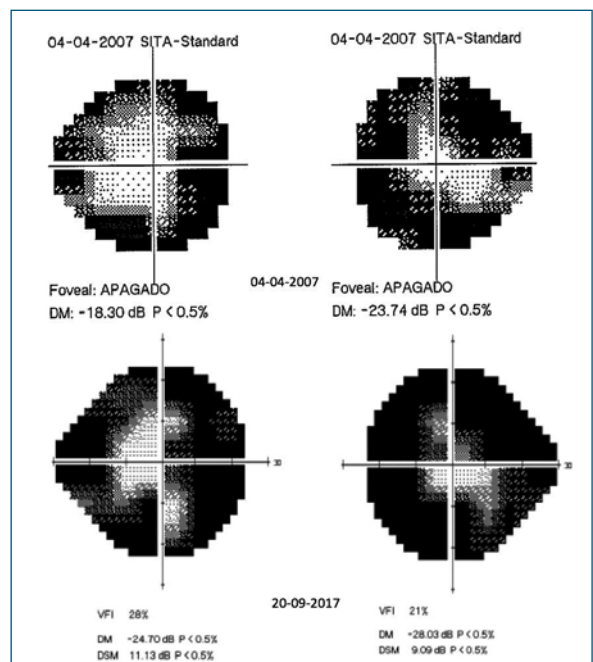 04-04-2007 SITA-Standard
04-04-2007 SITA-Standard
04-04-2007
Foveal: APAGADO
DM: -18.30 dB P < 0.5%
Foveal: APAGADO
DM: -23.74 dB P < 0.5%
30
30
20-09-2017
VFI 28%
DM -24.70 dB P < 0.5%
DSM 11.13 dB P < 0.5%
VFI 21%
DM -28.03 dB P < 0.5%
DSM 9.09 dB P < 0.5%